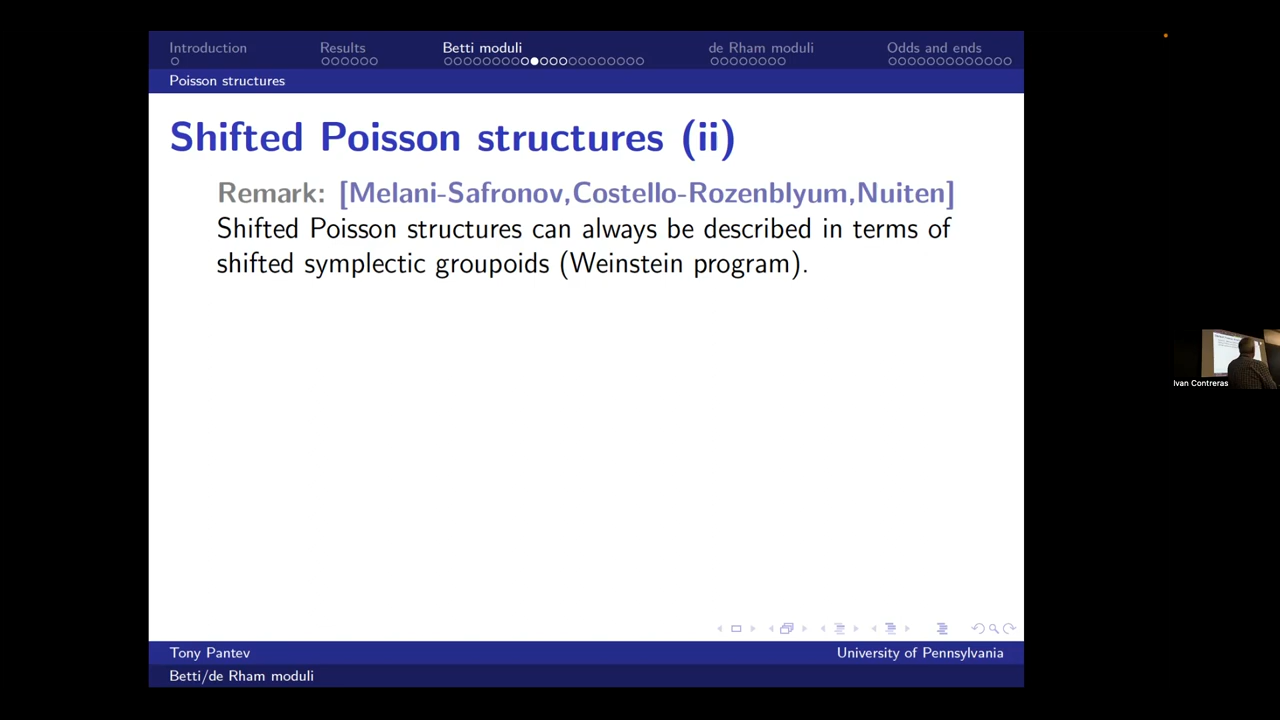 Introduction Results Betti moduli de Rham moduli Odds and ends
Poisson structures
Shifted Poisson structures (ii)
Remark: [Melani-Safronov,Costello-Rozenblyum,Nuiten]
Shifted Poisson structures can always be described in terms of
shifted symplectic groupoids (Weinstein program).
Ivan Contreras
Tony Pantev University of Pennsylvania
Betti/de Rham moduli